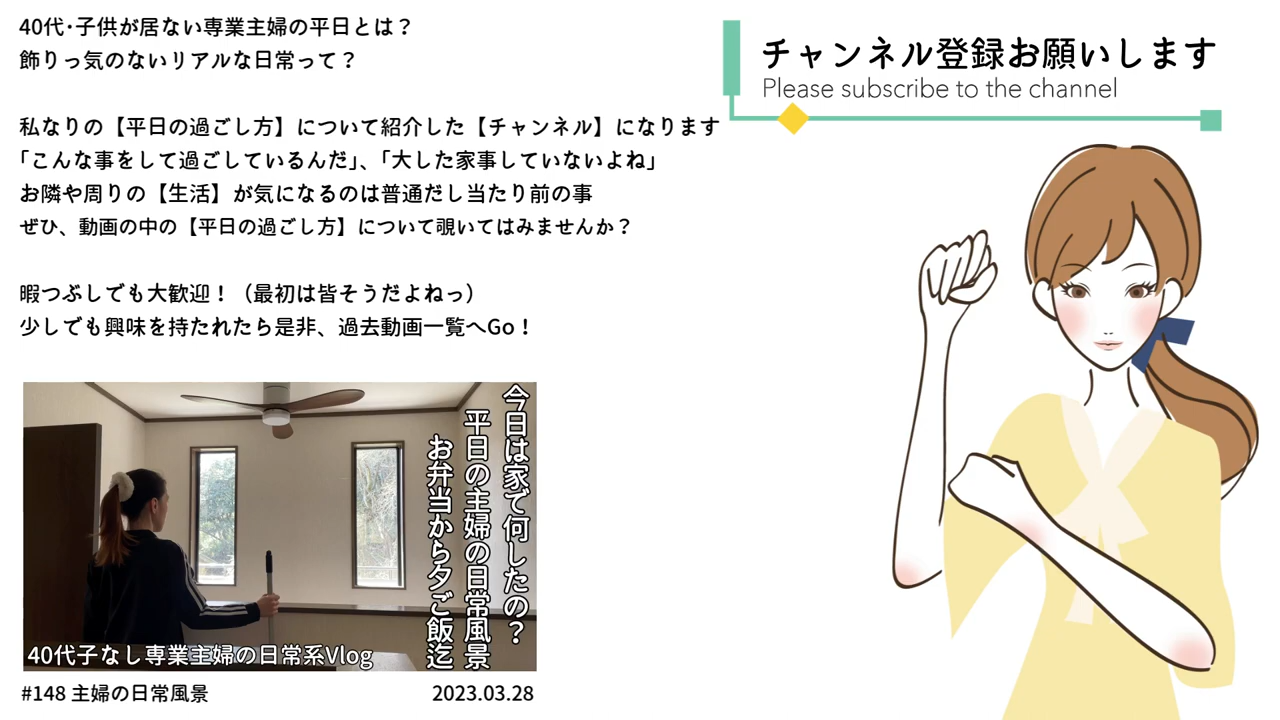 40代･子供が居ない専業主婦の平日とは？
飾りっ気のないリアルな日常って？
私なりの【平日の過ごし方】について紹介した【チャンネル】になります
｢こんな事をして過ごしているんだ｣、｢大した家事していないよね｣
お隣や周りの【生活】が気になるのは普通だし当たり前の事
ぜひ、動画の中の【平日の過ごし方】について覗いてはみませんか？
暇つぶしでも大歓迎！（最初は皆そうだよねっ）
少しでも興味を持たれたら是非、過去動画一覧へGo！
チャンネル登録お願いします
Please subscribe to the channel
今日は家で何したの？
平日の主婦の日常風景
お弁当から夕ご飯迄
40代子なし専業主婦の日常系Vlog
#148 主婦の日常風景
2023.03.28